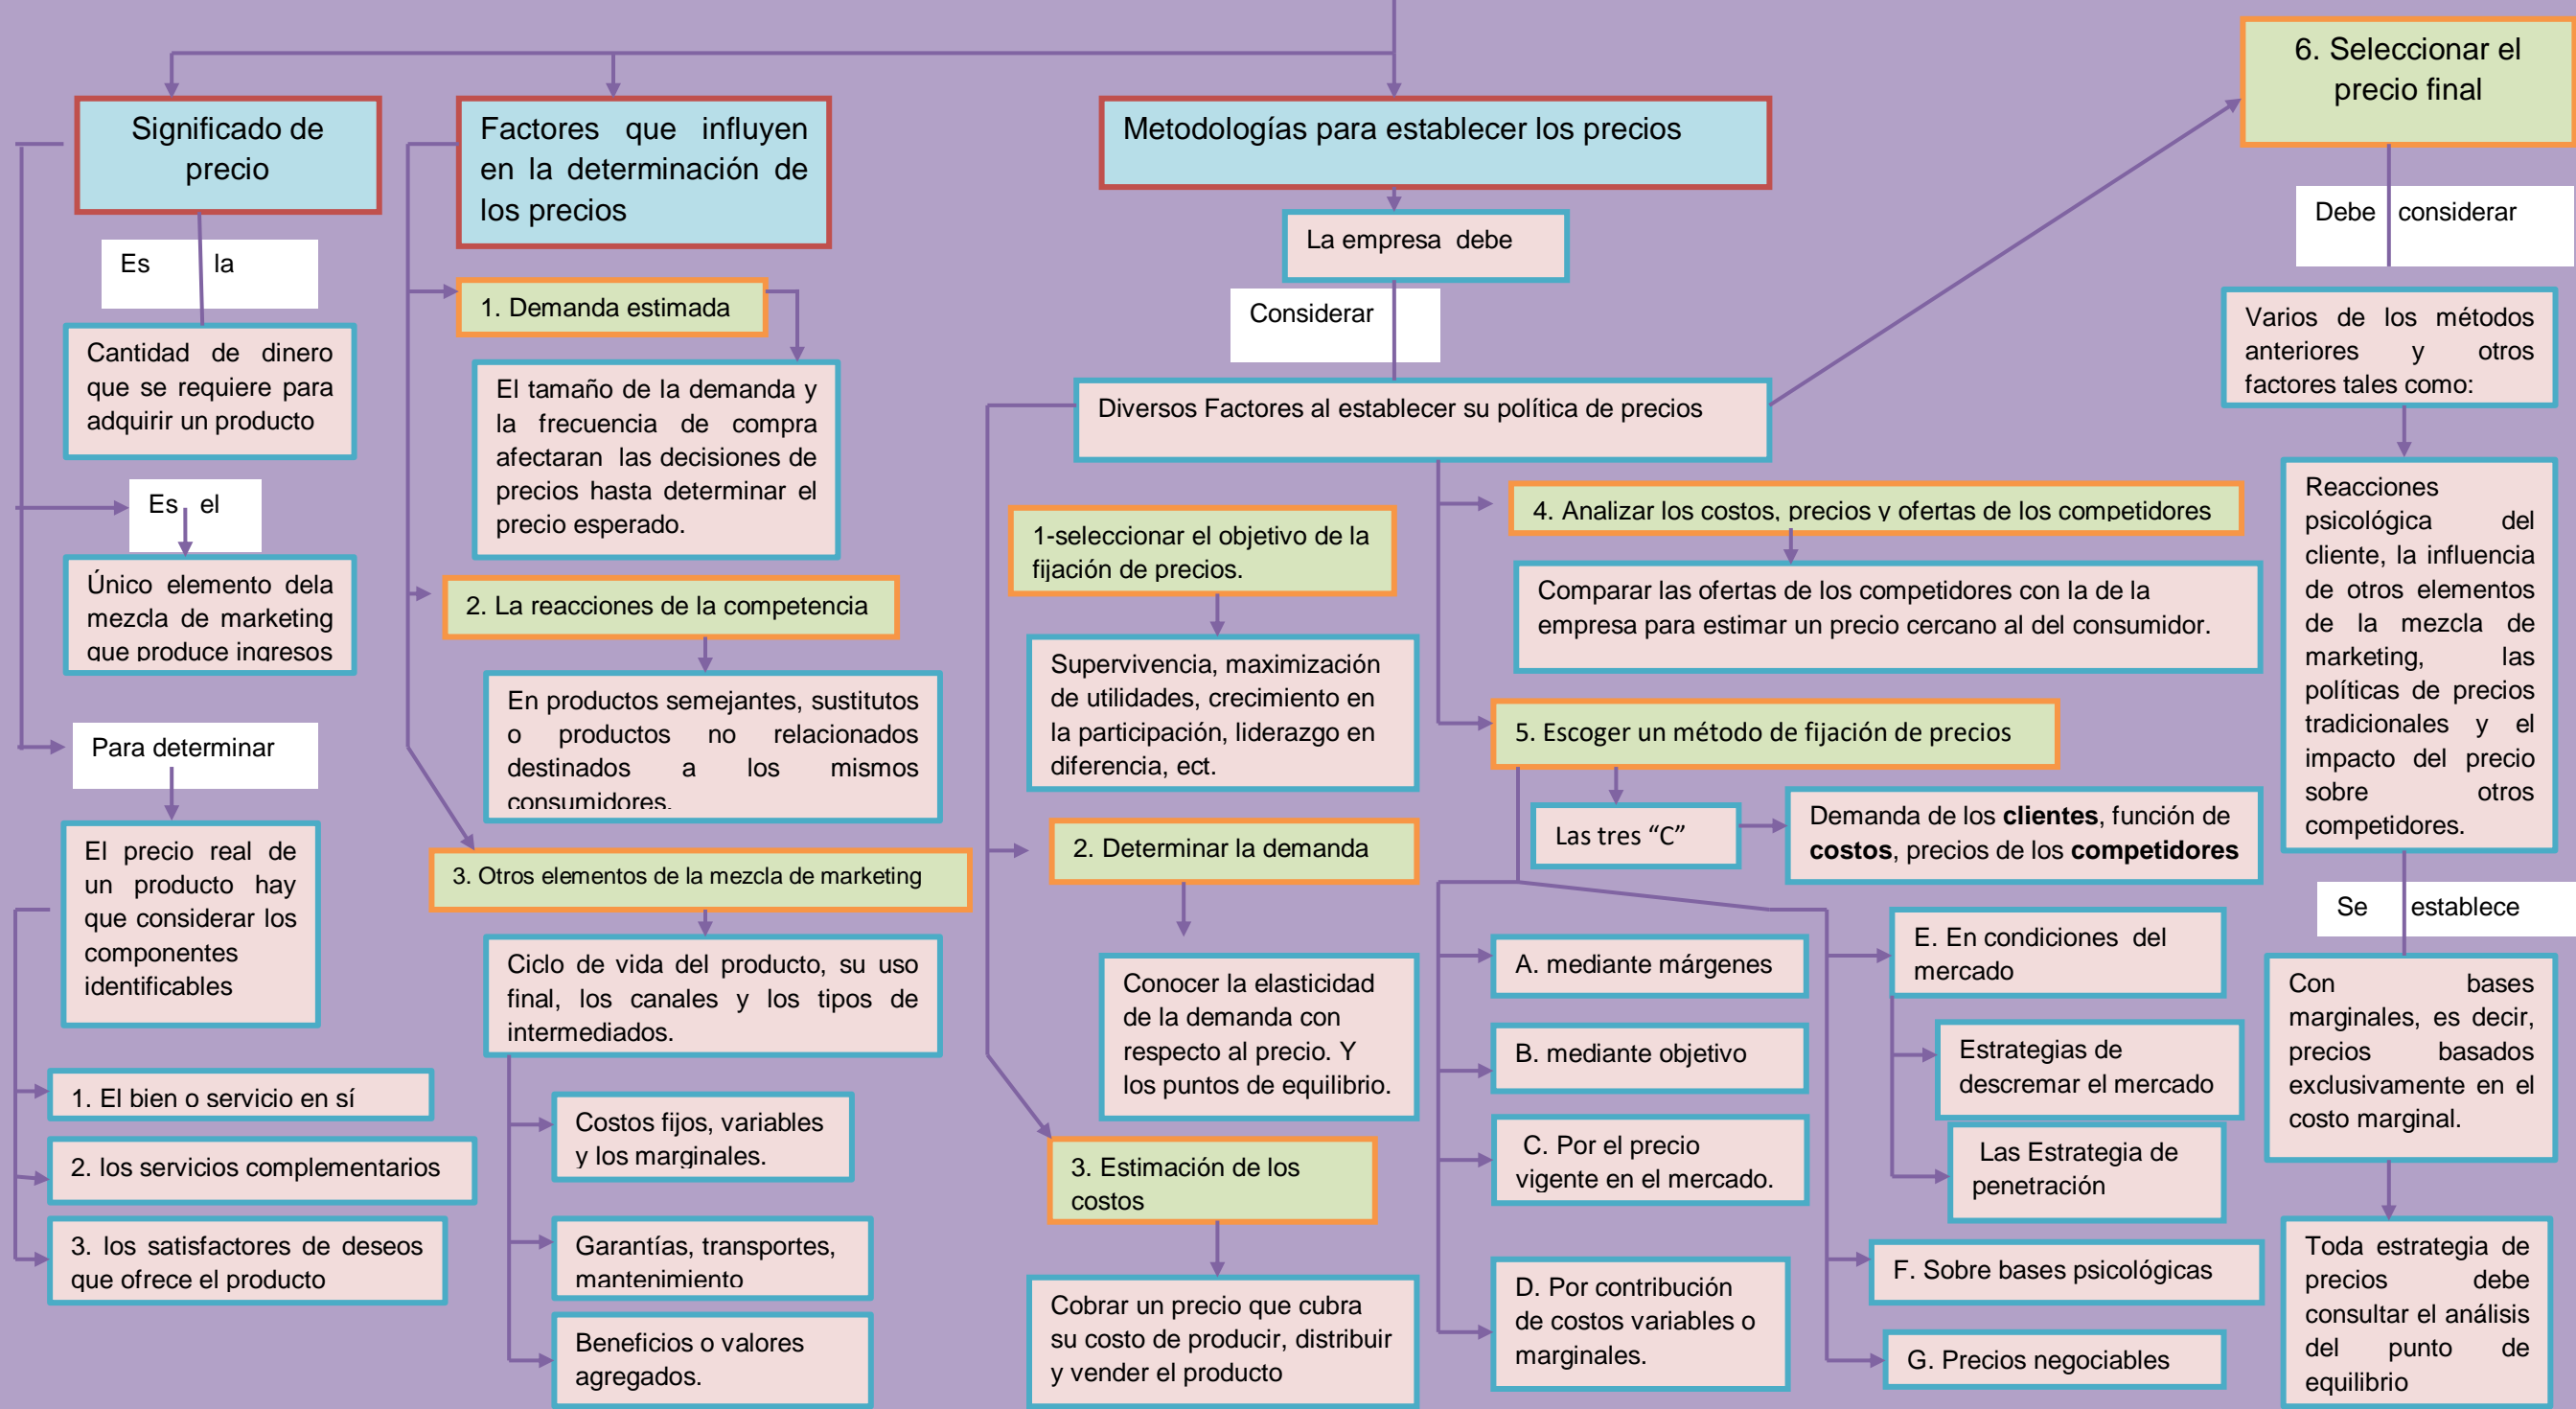 Significado de
precio
Es la
Cantidad de dinero
que se requiere para
adquirir un producto
Es el
Único elemento dela
mezcla de marketing
que produce ingresos
Para determinar
El precio real de
un producto hay
que considerar los
componentes
identificables
1. El bien o servicio en sí
2. los servicios complementarios
3. los satisfactores de deseos
que ofrece el producto
Factores que influyen
en la determinación de
los precios
1. Demanda estimada
El tamaño de la demanda y
la frecuencia de compra
afectaran las decisiones de
precios hasta determinar el
precio esperado.
2. La reacciones de la competencia
En productos semejantes, sustitutos
o productos no relacionados
destinados a los mismos
consumidores.
3. Otros elementos de la mezcla de marketing
Ciclo de vida del producto, su uso
final, los canales y los tipos de
intermediados.
Costos fijos, variables
y los marginales.
Garantías, transportes,
mantenimiento
Beneficios o valores
agregados.
Metodologías para establecer los precios
La empresa debe
Considerar
Diversos Factores al establecer su política de precios
1-seleccionar el objetivo de la
fijación de precios.
Supervivencia, maximización
de utilidades, crecimiento en
la participación, liderazgo en
diferencia, ect.
2. Determinar la demanda
Conocer la elasticidad
de la demanda con
respecto al precio. Y
los puntos de equilibrio.
3. Estimación de los
costos
Cobrar un precio que cubra
su costo de producir, distribuir
y vender el producto
4. Analizar los costos, precios y ofertas de los competidores
Comparar las ofertas de los competidores con la de la
empresa para estimar un precio cercano al del consumidor.
5. Escoger un método de fijación de precios
Las tres “C”
Demanda de los clientes, función de
costos, precios de los competidores
A. mediante márgenes
B. mediante objetivo
C. Por el precio
vigente en el mercado.
D. Por contribución
de costos variables o
marginales.
E. En condiciones del
mercado
Estrategias de
descremar el mercado
Las Estrategia de
penetración
F. Sobre bases psicológicas
G. Precios negociables
6. Seleccionar el
precio final
Debe considerar
Varios de los métodos
anteriores y otros
factores tales como:
Reacciones
psicológica del
cliente, la influencia
de otros elementos
de la mezcla de
marketing, las
políticas de precios
tradicionales y el
impacto del precio
sobre otros
competidores.
Se establece
Con bases
marginales, es decir,
precios basados
exclusivamente en el
costo marginal.
Toda estrategia de
precios debe
consultar el análisis
del punto de
equilibrio